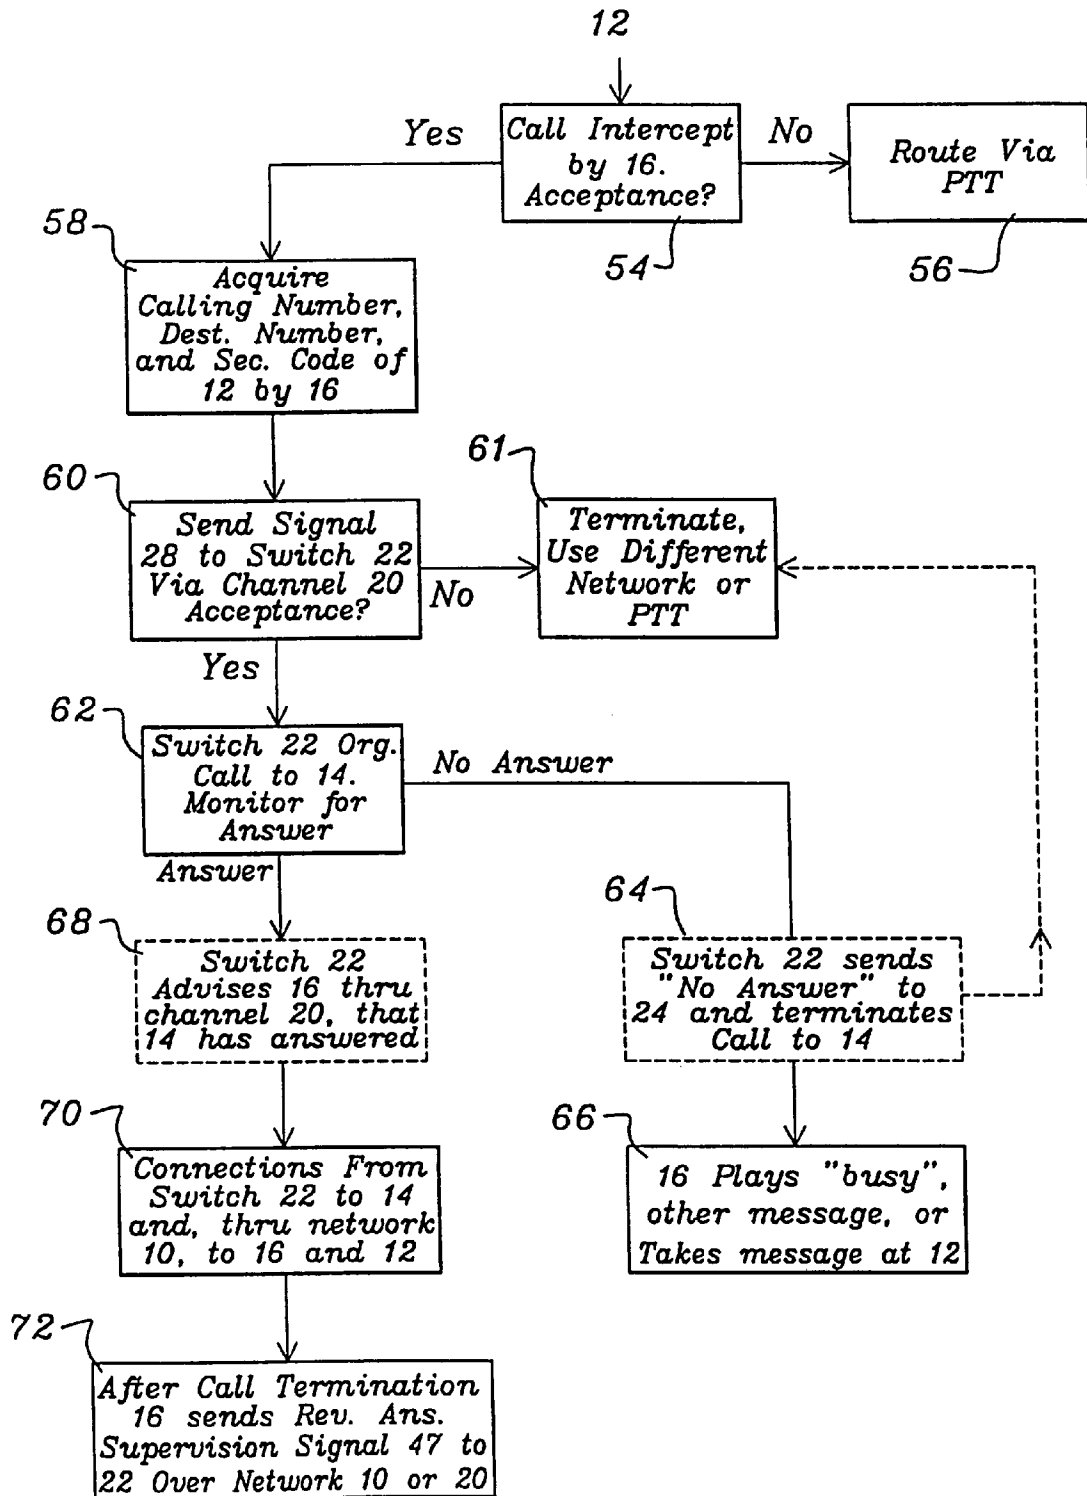 12
Call Intercept
by 16.
Acceptance?
Yes
No
Route Via
PTT
54
56
58
Acquire
Calling Number,
Dest. Number,
and Sec. Code of
12 by 16
60
Send Signal
28 to Switch 22
Via Channel 20
Acceptance?
No
Yes
61
Terminate,
Use Different
Network or
PTT
62
Switch 22 Org.
Call to 14.
Monitor for
Answer
No Answer
Answer
64
Switch 22 sends
"No Answer" to
24 and terminates
Call to 14
68
Switch 22
Advises 16 thru
channel 20, that
14 has answered
66
16 Plays "busy",
other message, or
Takes message at 12
70
Connections From
Switch 22 to 14
and, thru network
10, to 16 and 12
72
After Call Termination
16 sends Rev. Ans.
Supervision Signal 47 to
22 Over Network 10 or 20